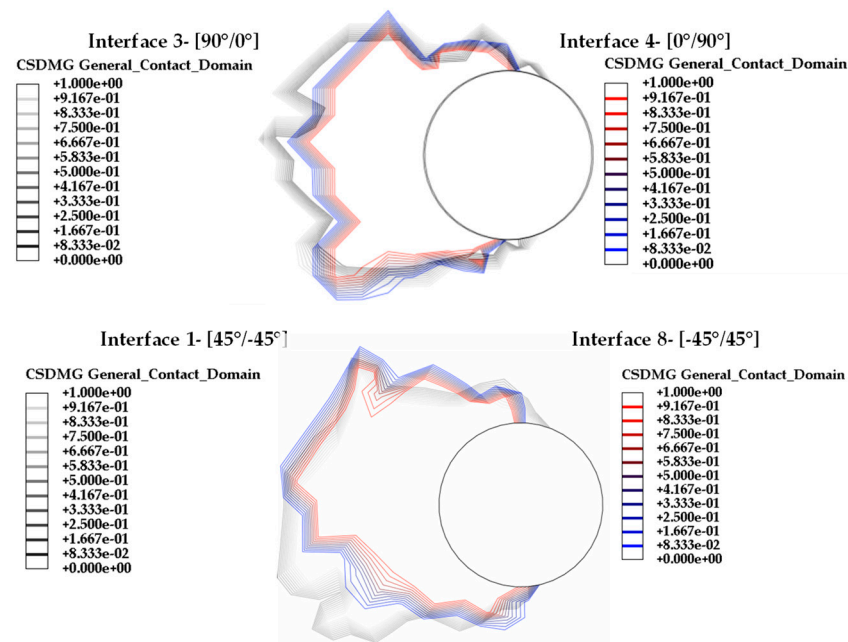 Interface 3- [90°/0°]
CSDMG General_Contact_Domain
+1.000e+00
+9.167e-01
+8.333e-01
+7.500e-01
+6.667e-01
+5.833e-01
+5.000e-01
+4.167e-01
+3.333e-01
+2.500e-01
+1.667e-01
+8.333e-02
+0.000e+00
Interface 4- [0°/90°]
CSDMG General_Contact_Domain
+1.000e+00
+9.167e-01
+8.333e-01
+7.500e-01
+6.667e-01
+5.833e-01
+5.000e-01
+4.167e-01
+3.333e-01
+2.500e-01
+1.667e-01
+8.333e-02
+0.000e+00
Interface 1- [45°/-45°]
CSDMG General_Contact_Domain
+1.000e+00
+9.167e-01
+8.333e-01
+7.500e-01
+6.667e-01
+5.833e-01
+5.000e-01
+4.167e-01
+3.333e-01
+2.500e-01
+1.667e-01
+8.333e-02
+0.000e+00
Interface 8- [-45°/45°]
CSDMG General_Contact_Domain
+1.000e+00
+9.167e-01
+8.333e-01
+7.500e-01
+6.667e-01
+5.833e-01
+5.000e-01
+4.167e-01
+3.333e-01
+2.500e-01
+1.667e-01
+8.333e-02
+0.000e+00